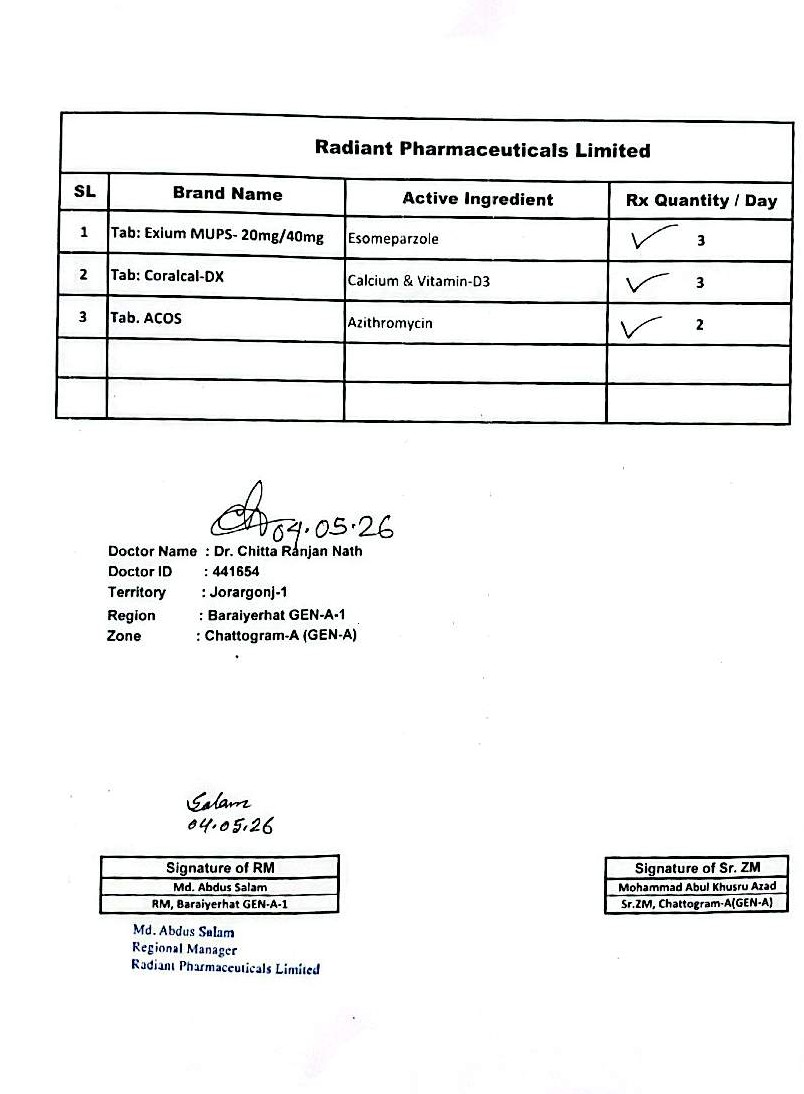 Radiant Pharmaceuticals Limited
SL Brand Name Active Ingredient Rx Quantity / Day
1 Tab: Exium MUPS- 20mg/40mg Esomeparzole ✓ 3
2 Tab: Coralcal-DX Calcium & Vitamin-D3 ✓ 3
3 Tab. ACOS Azithromycin ✓ 2
04.05.26
Doctor Name : Dr. Chitta Ranjan Nath
Doctor ID : 441654
Territory : Jorargonj-1
Region : Baraiyerhat GEN-A-1
Zone : Chattogram-A (GEN-A)
Salam
04.05.26
Signature of RM
Md. Abdus Salam
RM, Baraiyerhat GEN-A-1
Signature of Sr. ZM
Mohammad Abul Khusru Azad
Sr.ZM, Chattogram-A(GEN-A)
Md. Abdus Salam
Regional Manager
Radiant Pharmaceuticals Limited